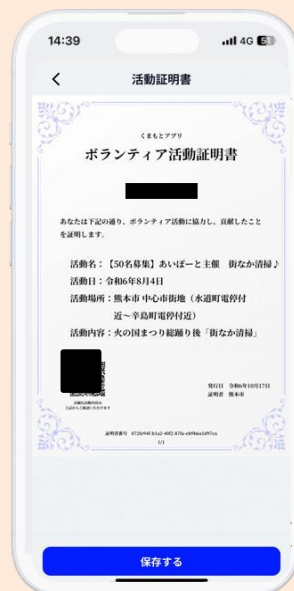 14:39
4G 51
活動証明書
くまもとアプリ
ボランティア活動証明書
あなたは下記の通り、ボランティア活動に協力し、貢献したこと
を証明します。
活動名：【50名募集】あいぽーと主催　街なか清掃♪
活動日：令和6年8月4日
活動場所：熊本市 中心市街地（水道町電停付
近～辛島町電停付近）
活動内容：火の国まつり総踊り後「街なか清掃」
発行日　令和6年10月17日
証明者　熊本市
証明書番号
1/1
保存する